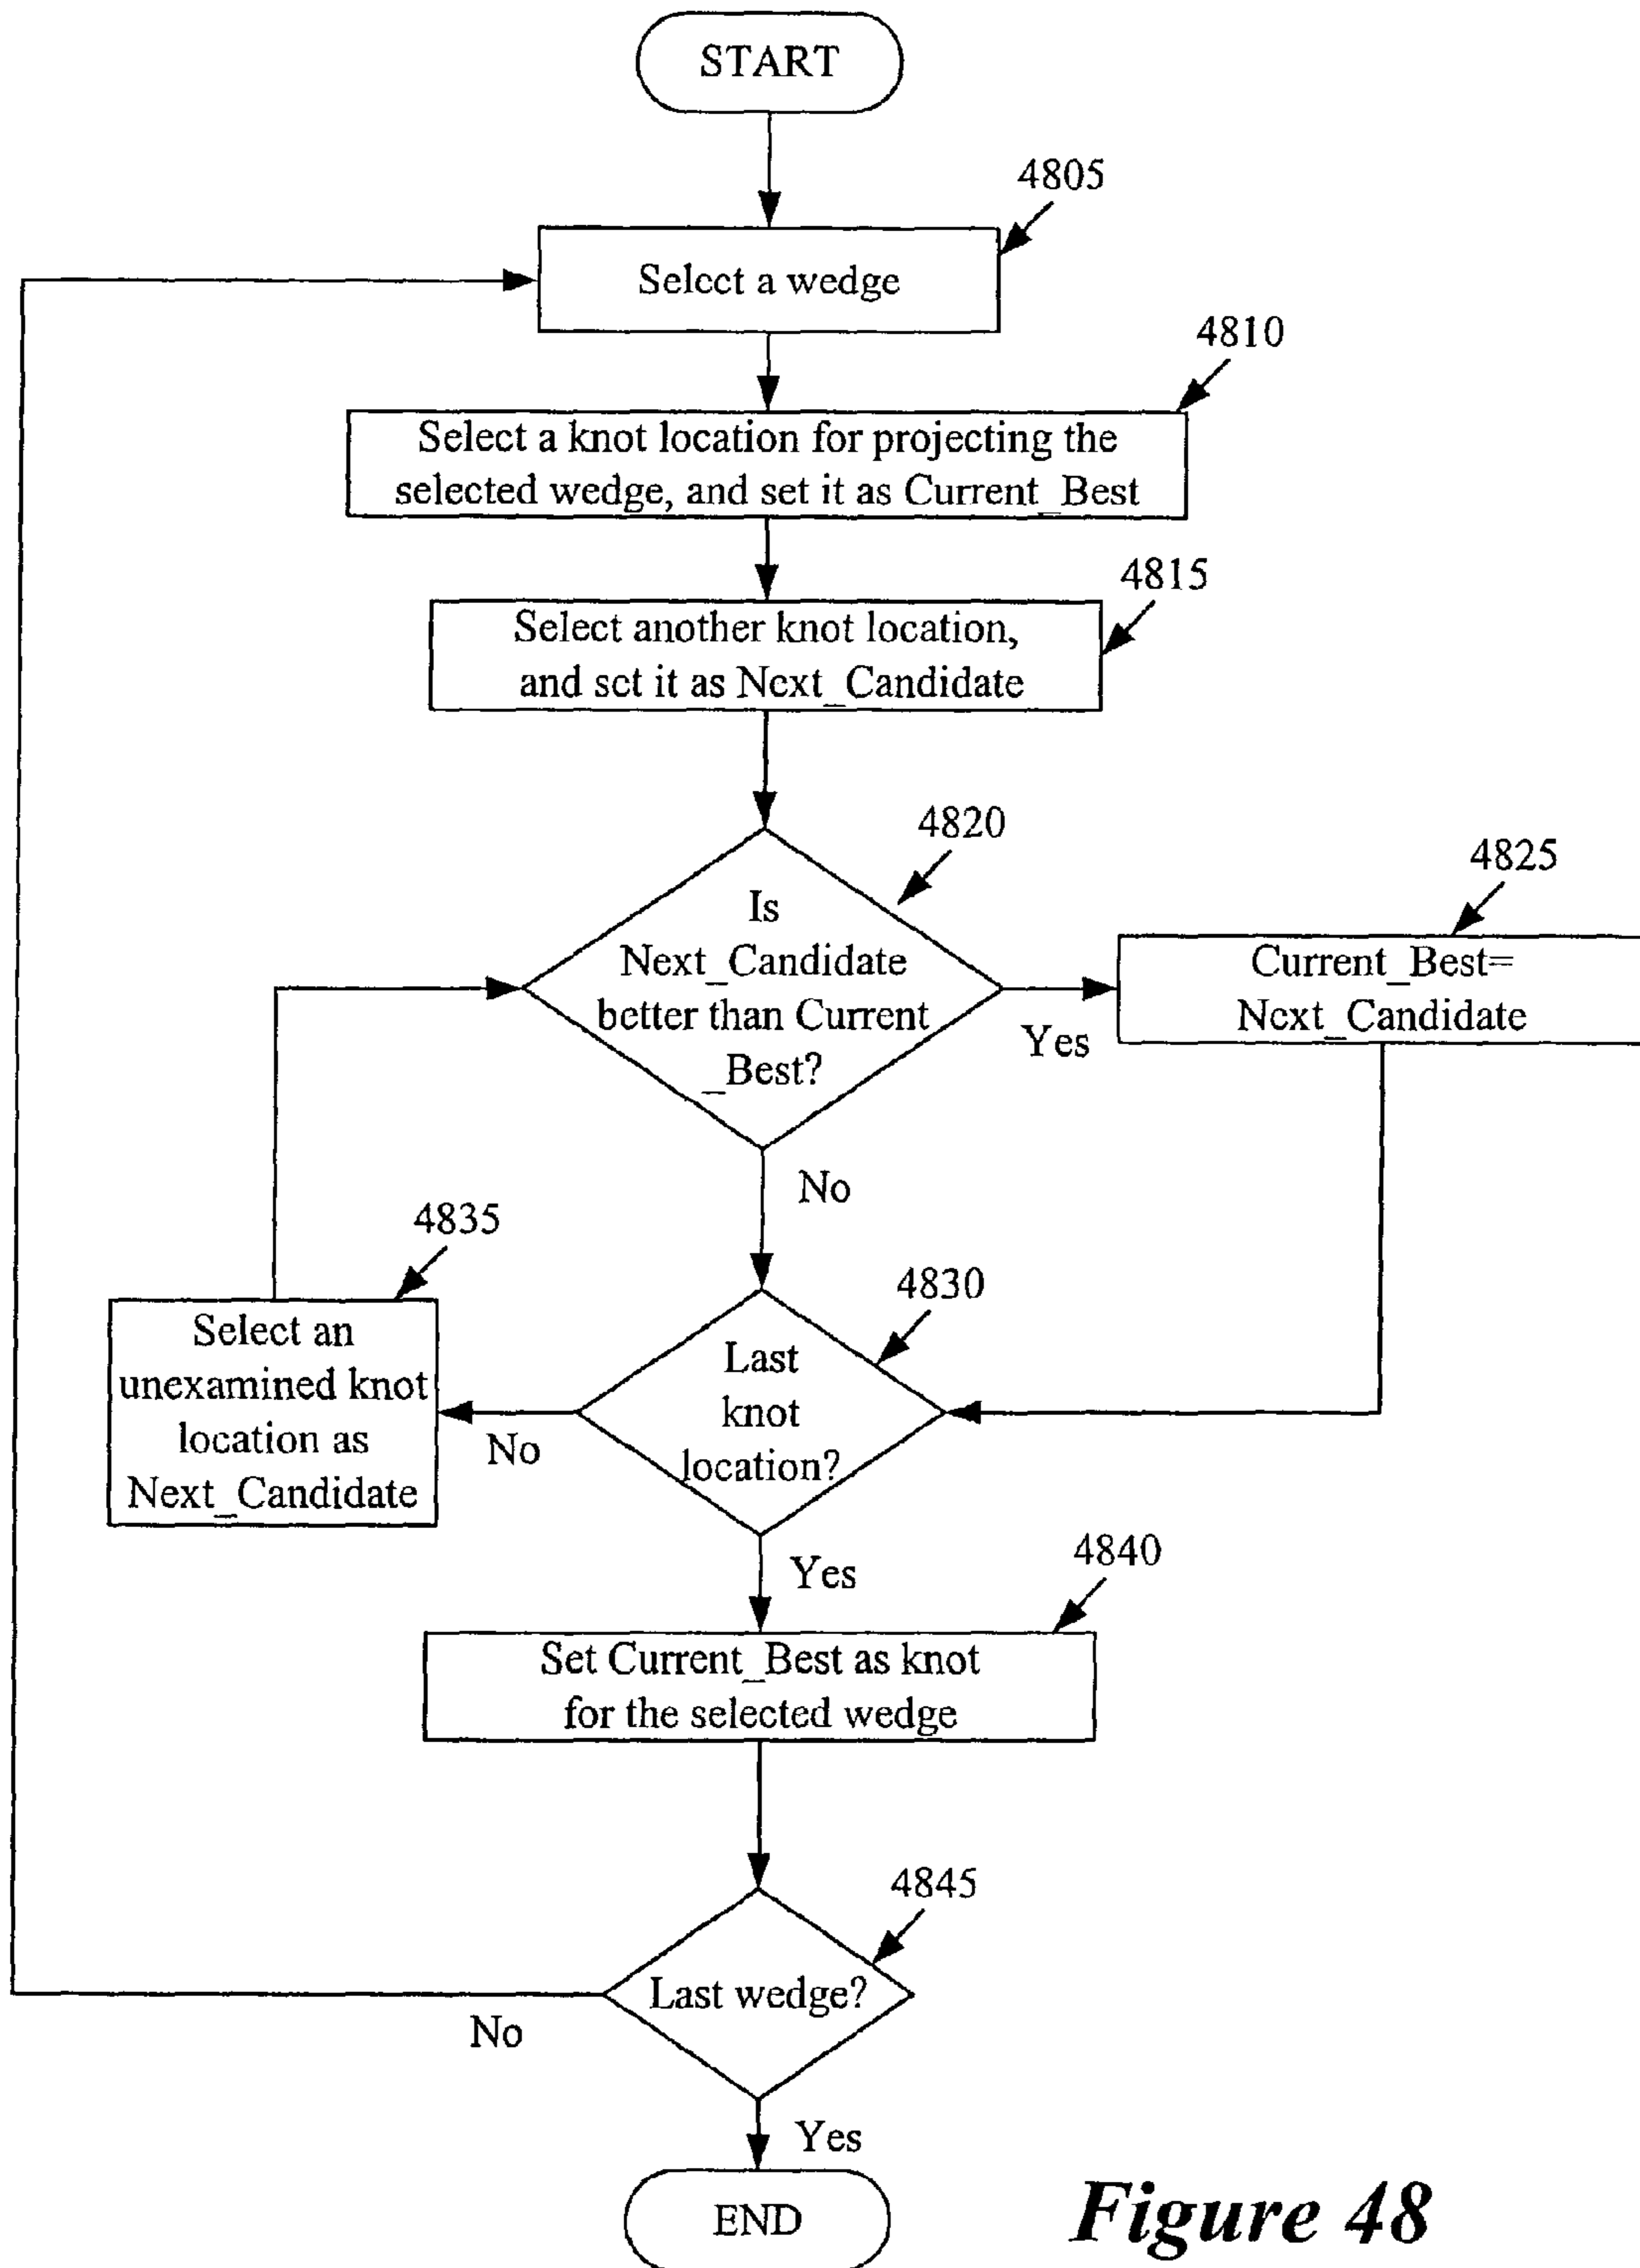 START
4805
Select a wedge
4810
Select a knot location for projecting the
selected wedge, and set it as Current_Best
4815
Select another knot location,
and set it as Next_Candidate
4820
Is
Next_Candidate
better than Current
_Best?
Yes
4825
Current_Best=
Next_Candidate
No
4835
Select an
unexamined knot
location as
Next_Candidate
4830
Last
knot
location?
No
Yes
4840
Set Current_Best as knot
for the selected wedge
4845
Last wedge?
No
Yes
END
Figure 48